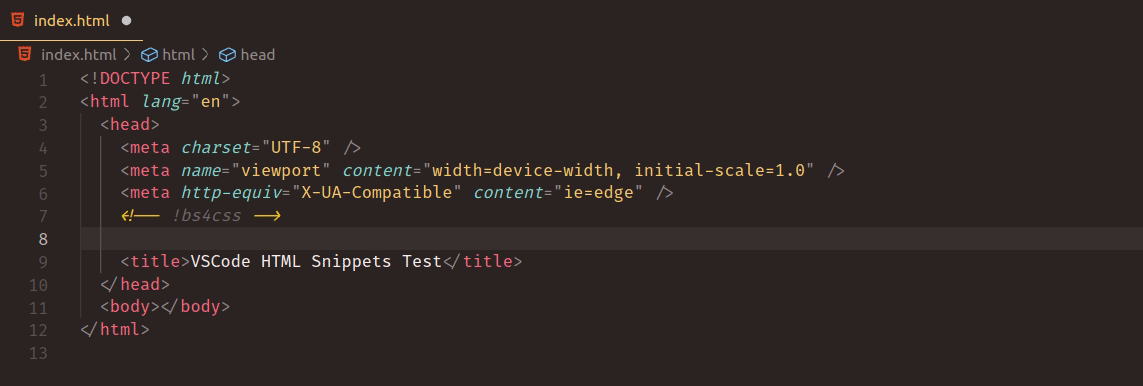 index.html
index.html > html > head
1 <!DOCTYPE html>
2 <html lang="en">
3 <head>
4 <meta charset="UTF-8" />
5 <meta name="viewport" content="width=device-width, initial-scale=1.0" />
6 <meta http-equiv="X-UA-Compatible" content="ie=edge" />
7 <!-- !bs4css -->
8
9 <title>VSCode HTML Snippets Test</title>
10 </head>
11 <body></body>
12 </html>
13